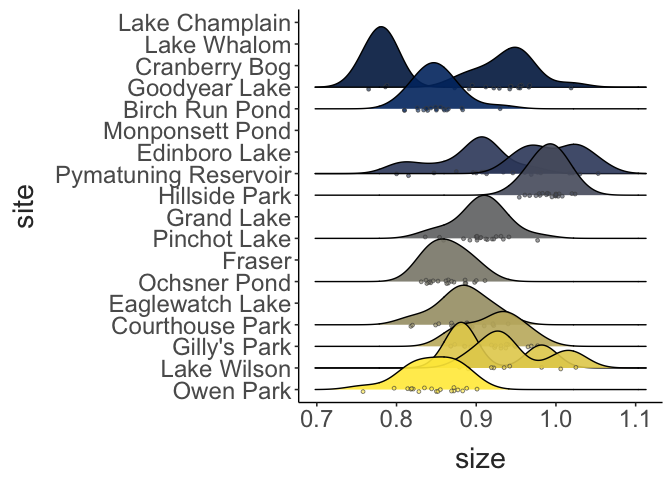 Lake Champlain
Lake Whalom
Cranberry Bog
Goodyear Lake
Birch Run Pond
Monponsett Pond
Edinboro Lake
Pymatuning Reservoir
Hillside Park
Grand Lake
Pinchot Lake
Fraser
Ochsner Pond
Eaglewatch Lake
Courthouse Park
Gilly's Park
Lake Wilson
Owen Park
site
0.7 0.8 0.9 1.0 1.1
size